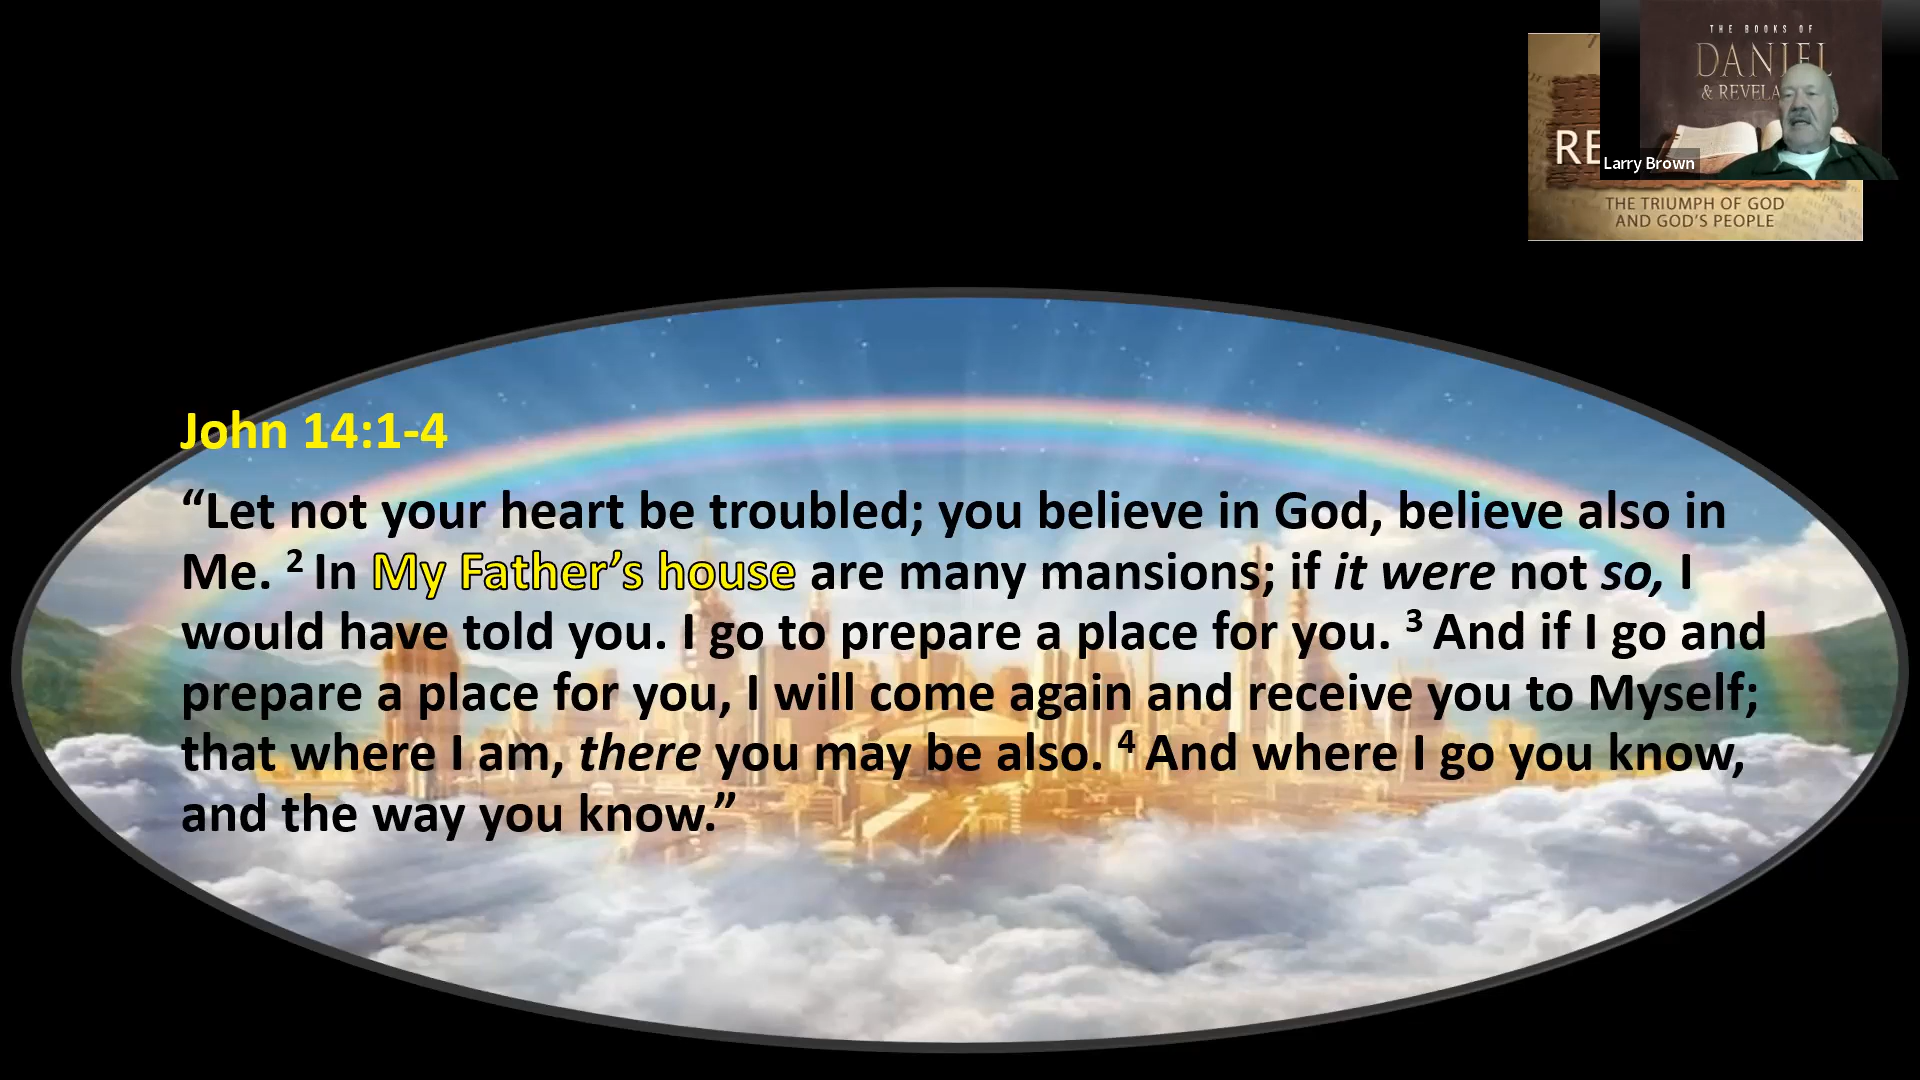 THE BOOKS OF
DANIEL
& REVELA
RE
Larry Brown
THE TRIUMPH OF GOD
AND GOD'S PEOPLE
John 14:1-4
“Let not your heart be troubled; you believe in God, believe also in
Me. ² In My Father’s house are many mansions; if it were not so, I
would have told you. I go to prepare a place for you. ³ And if I go and
prepare a place for you, I will come again and receive you to Myself;
that where I am, there you may be also. ⁴ And where I go you know,
and the way you know.”